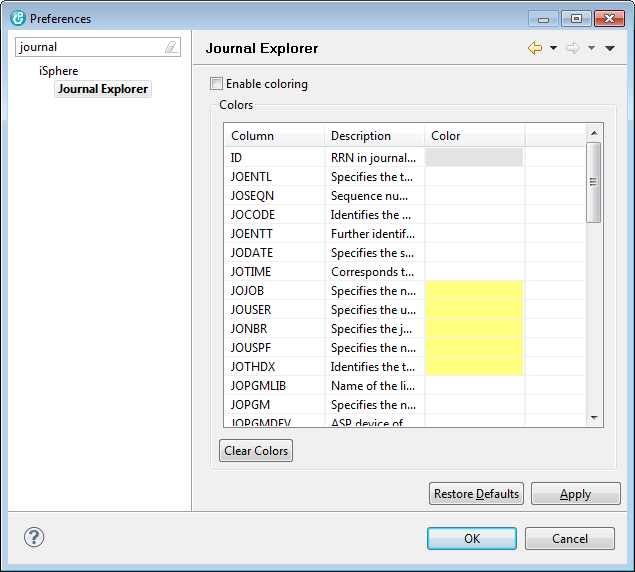 Preferences
journal
iSphere
Journal Explorer
Journal Explorer
Enable coloring
Colors
Column Description Color
ID RRN in journal...
JOENTL Specifies the t...
JOSEQN Sequence nu...
JOCODE Identifies the ...
JOENTT Further identif...
JODATE Specifies the s...
JOTIME Corresponds t...
JOJOB Specifies the n...
JOUSER Specifies the u...
JONBR Specifies the j...
JOUSPF Specifies the n...
JOTHDX Identifies the t...
JOPGMLIB Name of the li...
JOPGM Specifies the n...
JOPGMDEV ASP device of
Clear Colors
Restore Defaults Apply
OK Cancel